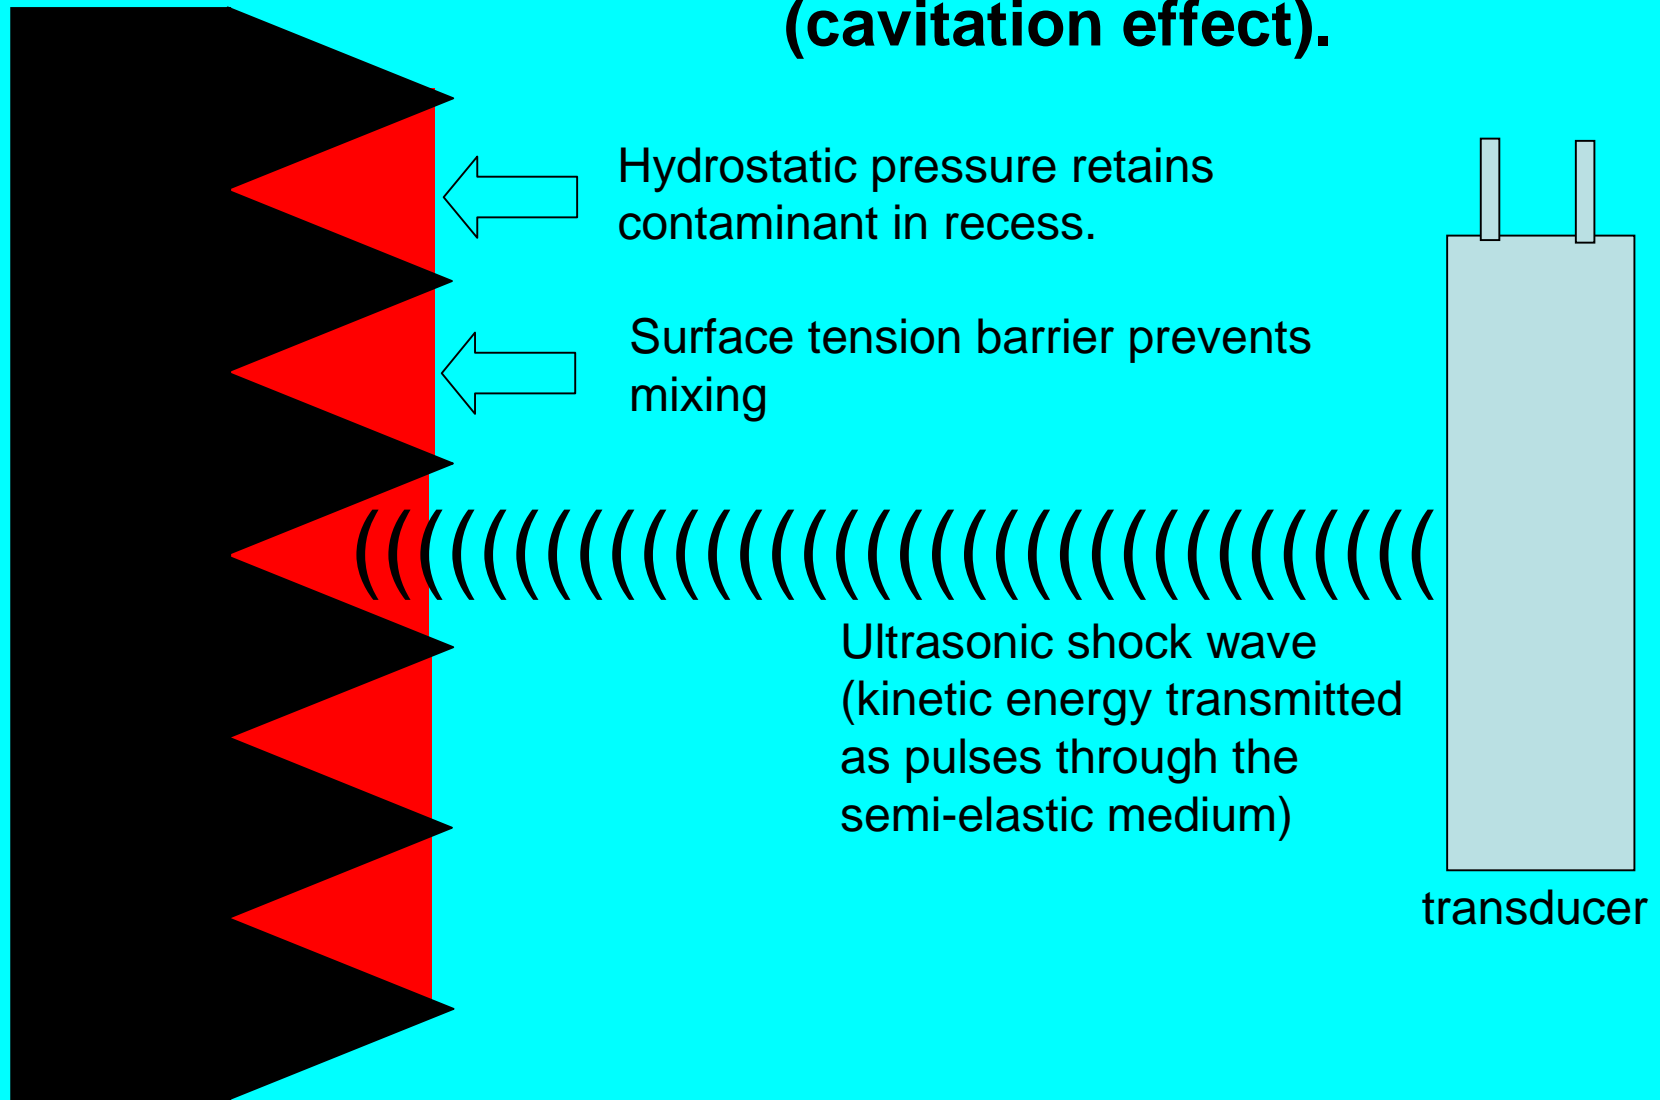 (cavitation effect).
Hydrostatic pressure retains
contaminant in recess.
Surface tension barrier prevents
mixing
((((((((((((((((((((((((((((((((((
Ultrasonic shock wave
(kinetic energy transmitted
as pulses through the
semi-elastic medium)
transducer